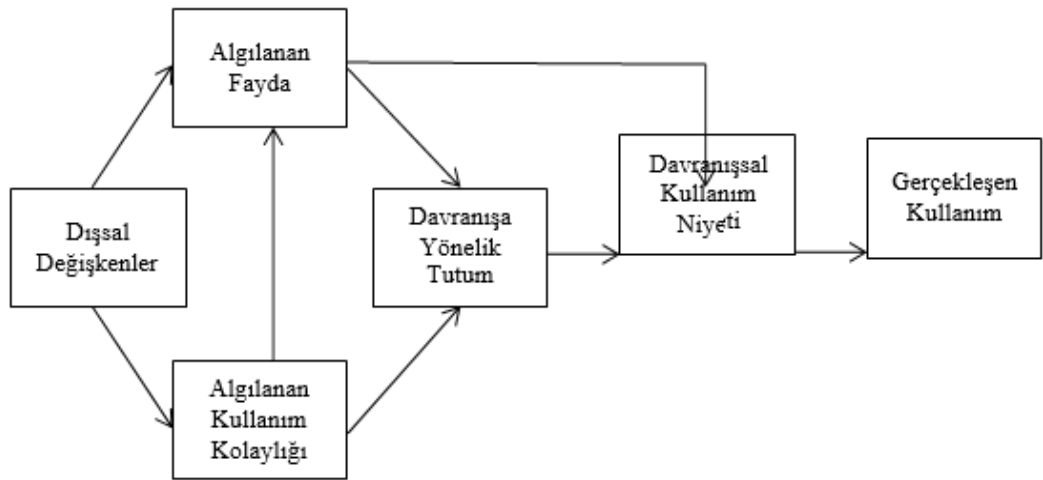 Algılanan
Fayda
Dışsal
Değişkenler
Algılanan
Kullanım
Kolaylığı
Davranışa
Yönelik
Tutum
Davranışsal
Kullanım
Niyeti
Gerçekleşen
Kullanım